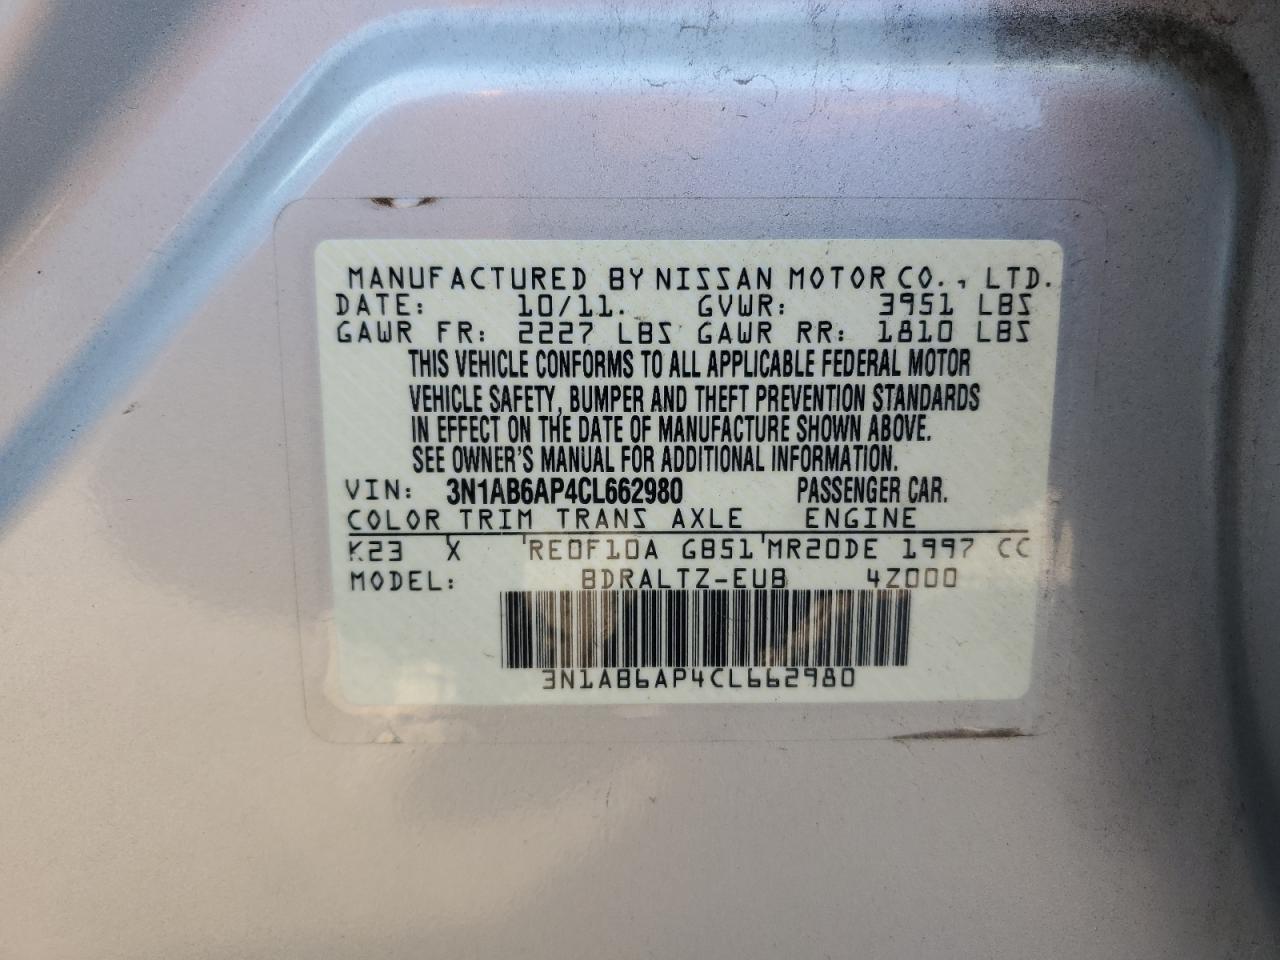 MANUFACTURED BY NISSAN MOTOR CO., LTD.
DATE: 10/11. GVWR: 3951 LBS
GAWR FR: 2227 LBS GAWR RR: 1810 LBS
THIS VEHICLE CONFORMS TO ALL APPLICABLE FEDERAL MOTOR
VEHICLE SAFETY, BUMPER AND THEFT PREVENTION STANDARDS
IN EFFECT ON THE DATE OF MANUFACTURE SHOWN ABOVE.
SEE OWNER'S MANUAL FOR ADDITIONAL INFORMATION.
VIN: 3N1AB6AP4CL662980 PASSENGER CAR.
COLOR TRIM TRANS AXLE ENGINE
K23 X RE0F10A GB51 MR20DE 1997 CC
MODEL: BDRALTZ-EUB 4Z000
3N1AB6AP4CL662980